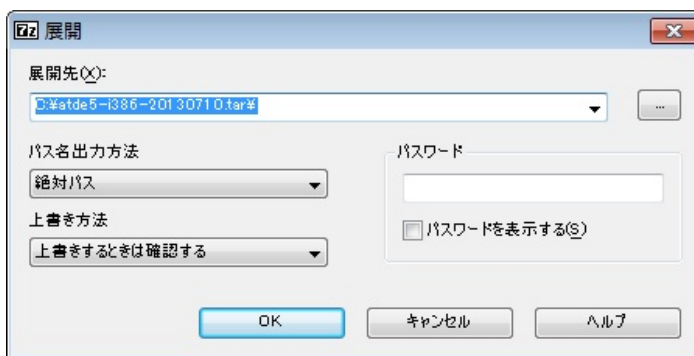 7z 展開
展開先(X):
C:¥atde5-i386-20130710.tar¥
...
パス名出力方法
絶対パス
上書き方法
上書きするときは確認する
パスワード
パスワードを表示する(S)
OK
キャンセル
ヘルプ